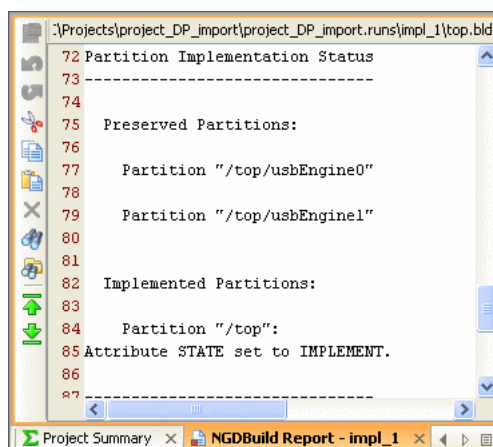 :\Projects\project_DP_import\project_DP_import.runs\impl_1\top.bld
72 Partition Implementation Status
73 -------------------------------
74
75   Preserved Partitions:
76
77     Partition "/top/usbEngine0"
78
79     Partition "/top/usbEngine1"
80
81
82   Implemented Partitions:
83
84     Partition "/top":
85 Attribute STATE set to IMPLEMENT.
86
87 -------------------------------
Σ Project Summary × NGDBuild Report - impl_1 ×